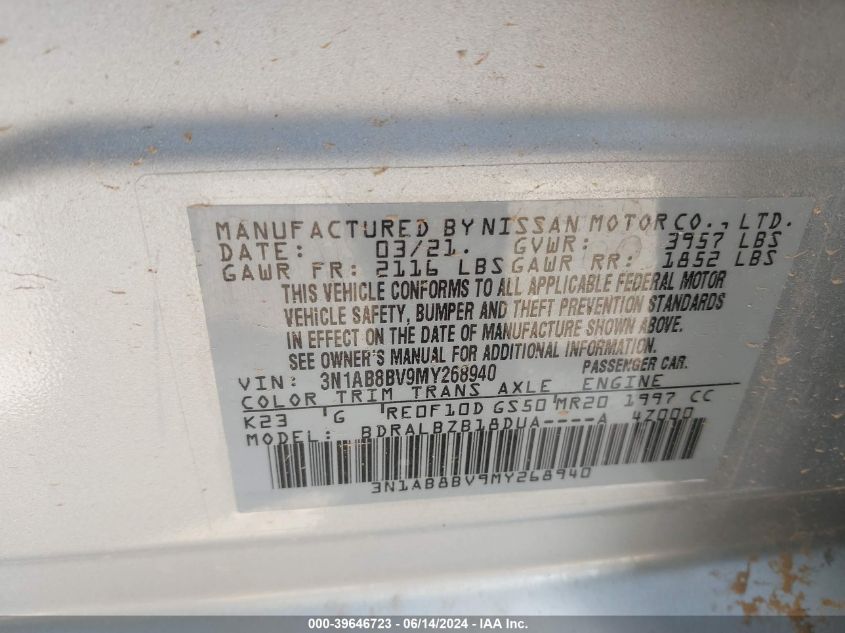 MANUFACTURED BY NISSAN MOTOR CO., LTD.
DATE: 03/21. GVWR: 3957 LBS
GAWR FR: 2116 LBS GAWR RR: 1852 LBS
THIS VEHICLE CONFORMS TO ALL APPLICABLE FEDERAL MOTOR
VEHICLE SAFETY, BUMPER AND THEFT PREVENTION STANDARDS
IN EFFECT ON THE DATE OF MANUFACTURE SHOWN ABOVE.
SEE OWNER'S MANUAL FOR ADDITIONAL INFORMATION.
VIN: 3N1AB8BV9MY268940 PASSENGER CAR.
COLOR TRIM TRANS AXLE ENGINE
K23 'G 'RE0F10D GS50'MR20 1997 CC
MODEL: BDRALBZB18DUA----A 4Z000
3N1AB8BV9MY268940
000-39646723 - 06/14/2024 - IAA Inc.